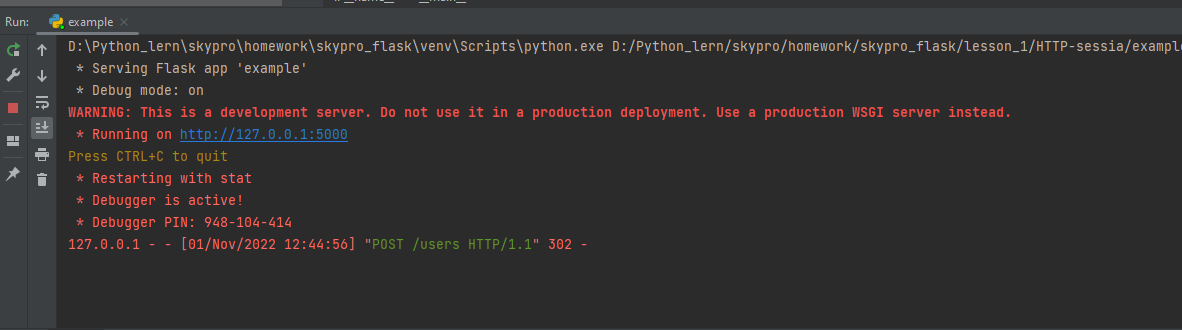 Run: example
D:\Python_lern\skypro\homework\skypro_flask\venv\Scripts\python.exe D:/Python_lern/skypro/homework/skypro_flask/lesson_1/HTTP-sessia/exampl
* Serving Flask app 'example'
* Debug mode: on
WARNING: This is a development server. Do not use it in a production deployment. Use a production WSGI server instead.
* Running on http://127.0.0.1:5000
Press CTRL+C to quit
* Restarting with stat
* Debugger is active!
* Debugger PIN: 948-104-414
127.0.0.1 - - [01/Nov/2022 12:44:56] "POST /users HTTP/1.1" 302 -